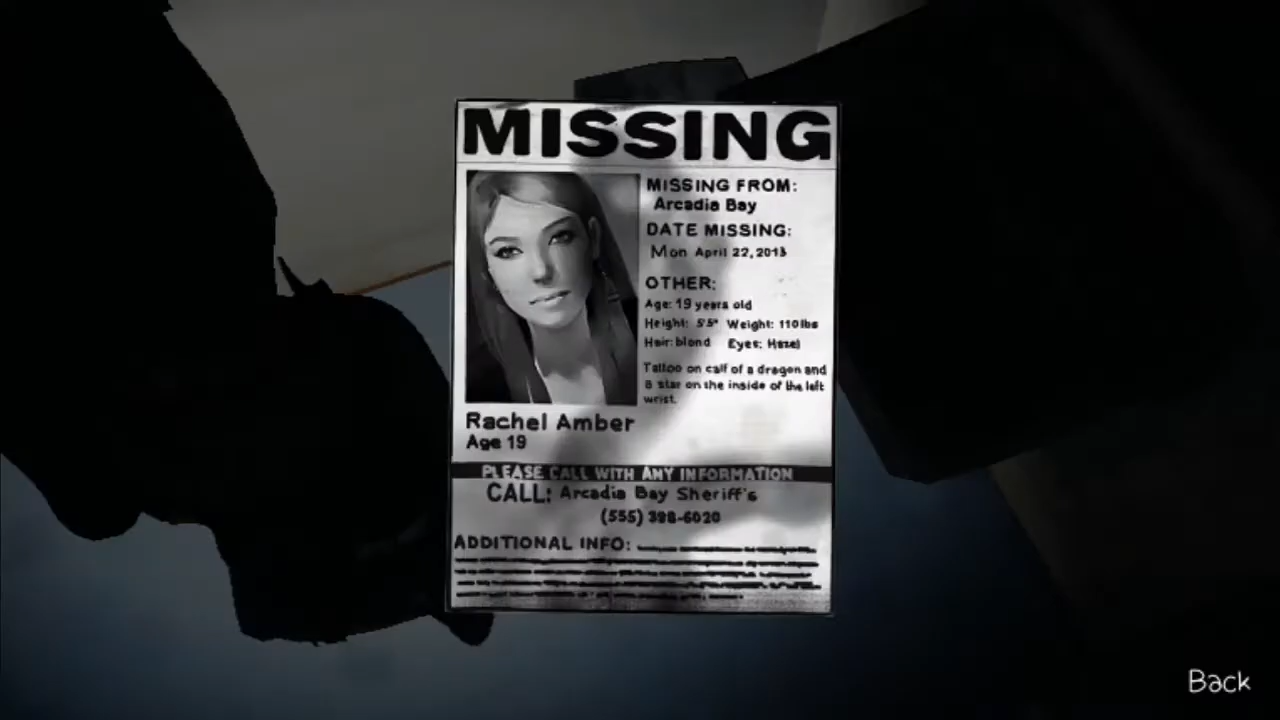 MISSING
MISSING FROM:
Arcadia Bay
DATE MISSING:
Mon April 22, 2013
OTHER:
Age: 19 years old
Height: 5'5" Weight: 110 lbs
Hair: blond Eyes: Hazel
Tattoo on calf of a dragon and
a star on the inside of the left
wrist.
Rachel Amber
Age 19
PLEASE CALL WITH ANY INFORMATION
CALL: Arcadia Bay Sheriff's
(555) 398-6020
ADDITIONAL INFO:
Back